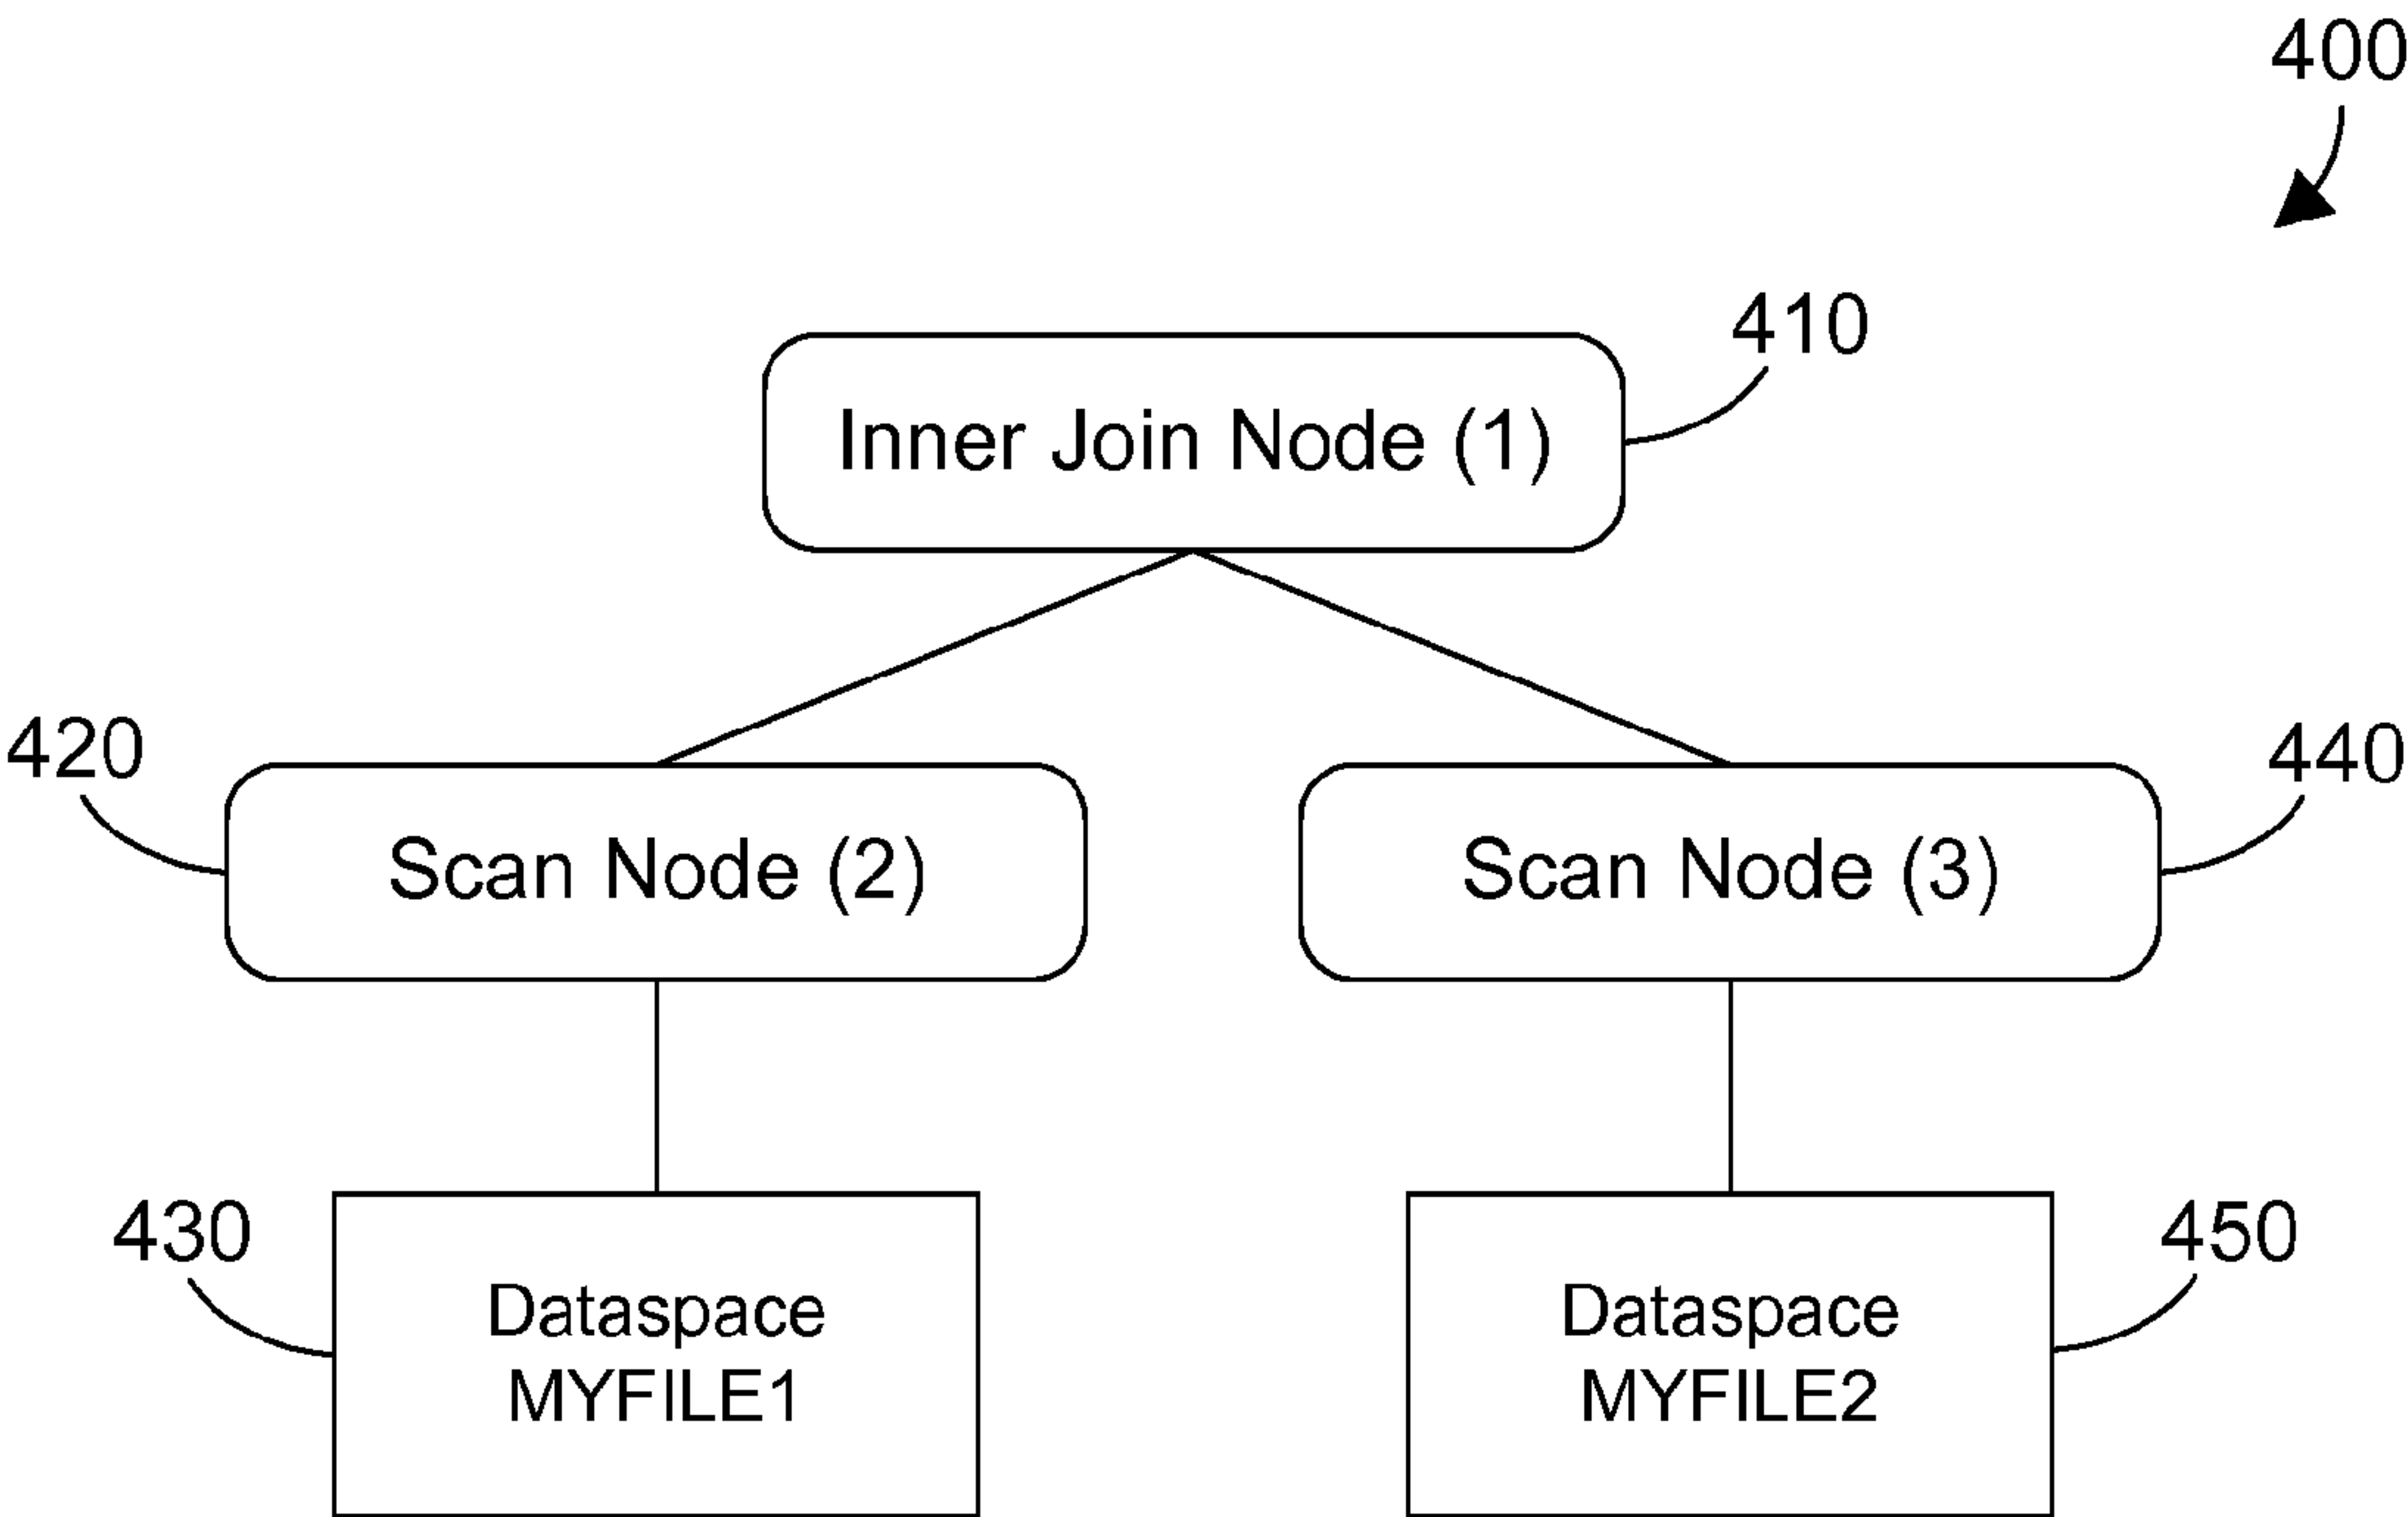 400
410
Inner Join Node (1)
420
440
Scan Node (2)
Scan Node (3)
430
450
Dataspace
MYFILE1
Dataspace
MYFILE2